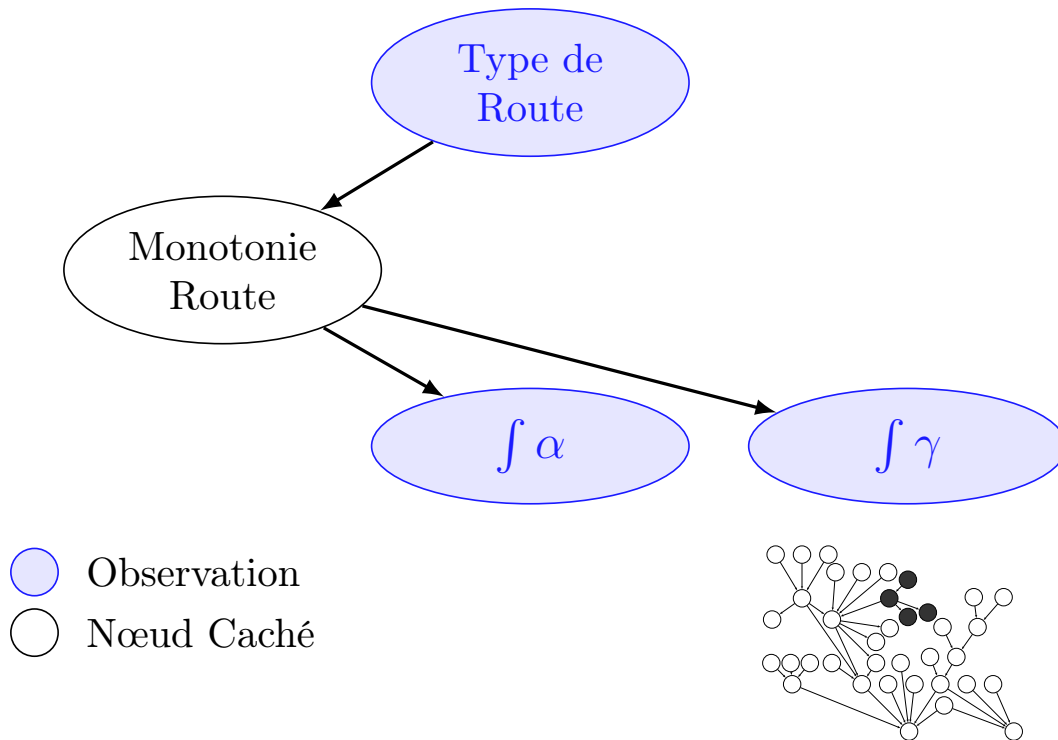 Type de
Route
Monotonie
Route
∫ α
∫ γ
Observation
Nœud Caché